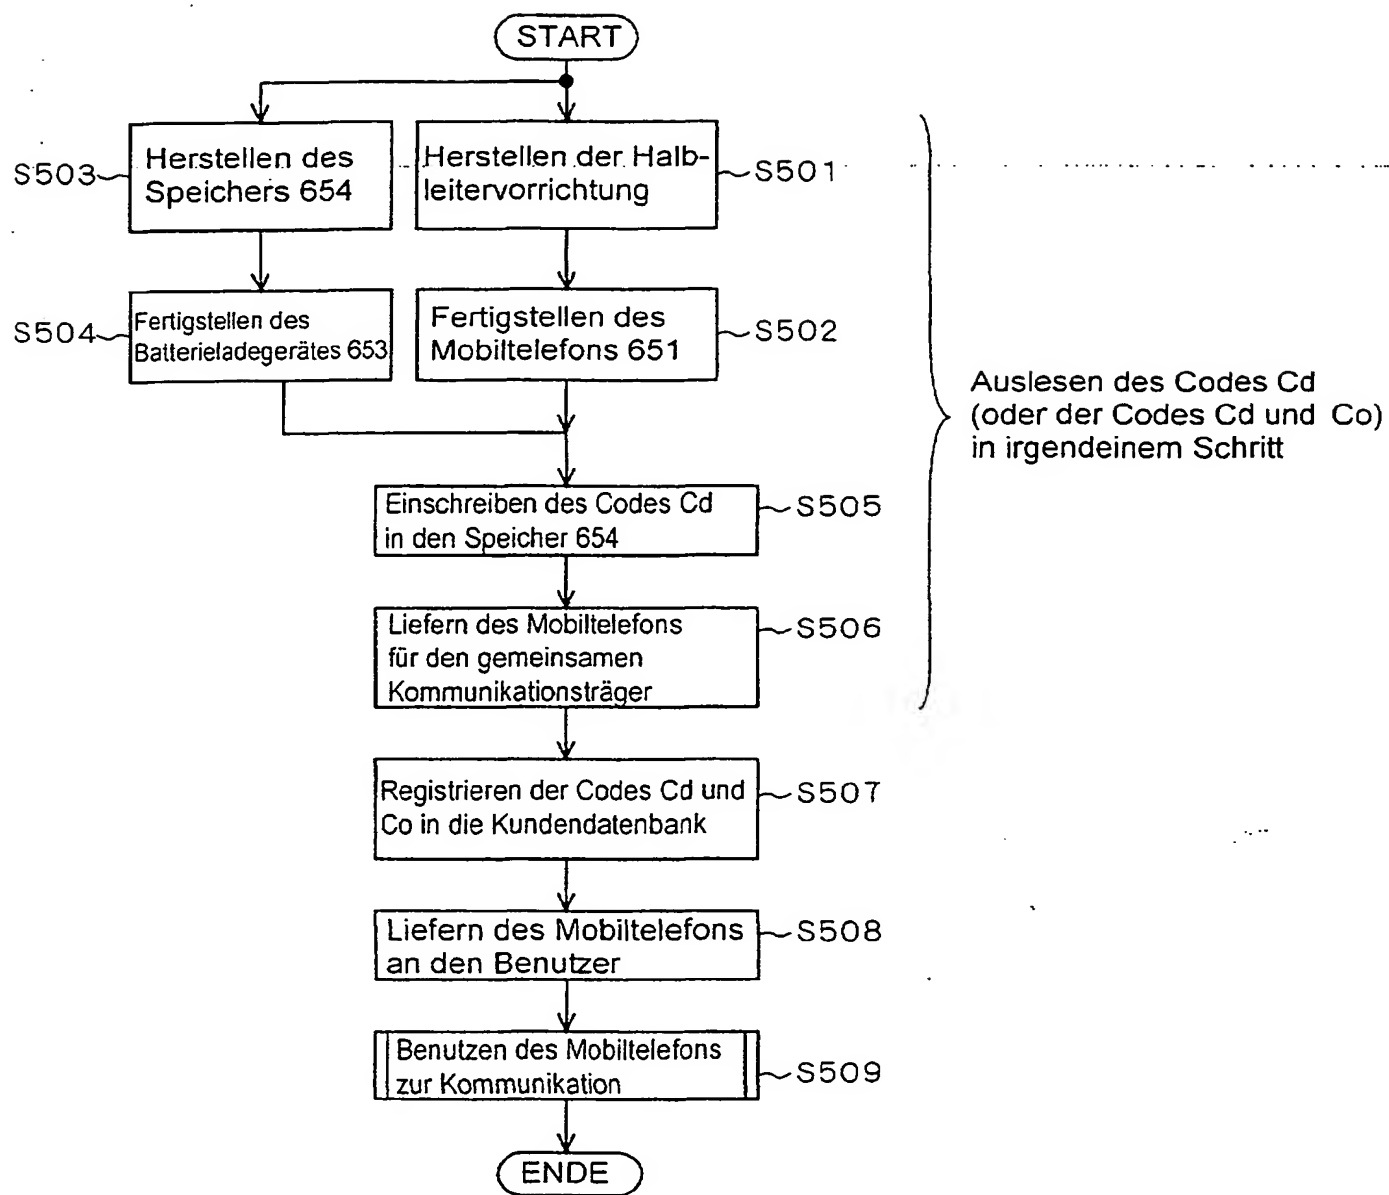 START
S503
Herstellen des
Speichers 654
Herstellen der Halb-
leitervorrichtung
S501
S504
Fertigstellen des
Batterieladegerätes 653
Fertigstellen des
Mobiltelefons 651
S502
Auslesen des Codes Cd
(oder der Codes Cd und Co)
in irgendeinem Schritt
Einschreiben des Codes Cd
in den Speicher 654
S505
Liefern des Mobiltelefons
für den gemeinsamen
Kommunikationsträger
S506
Registrieren der Codes Cd und
Co in die Kundendatenbank
S507
Liefern des Mobiltelefons
an den Benutzer
S508
Benutzen des Mobiltelefons
zur Kommunikation
S509
ENDE